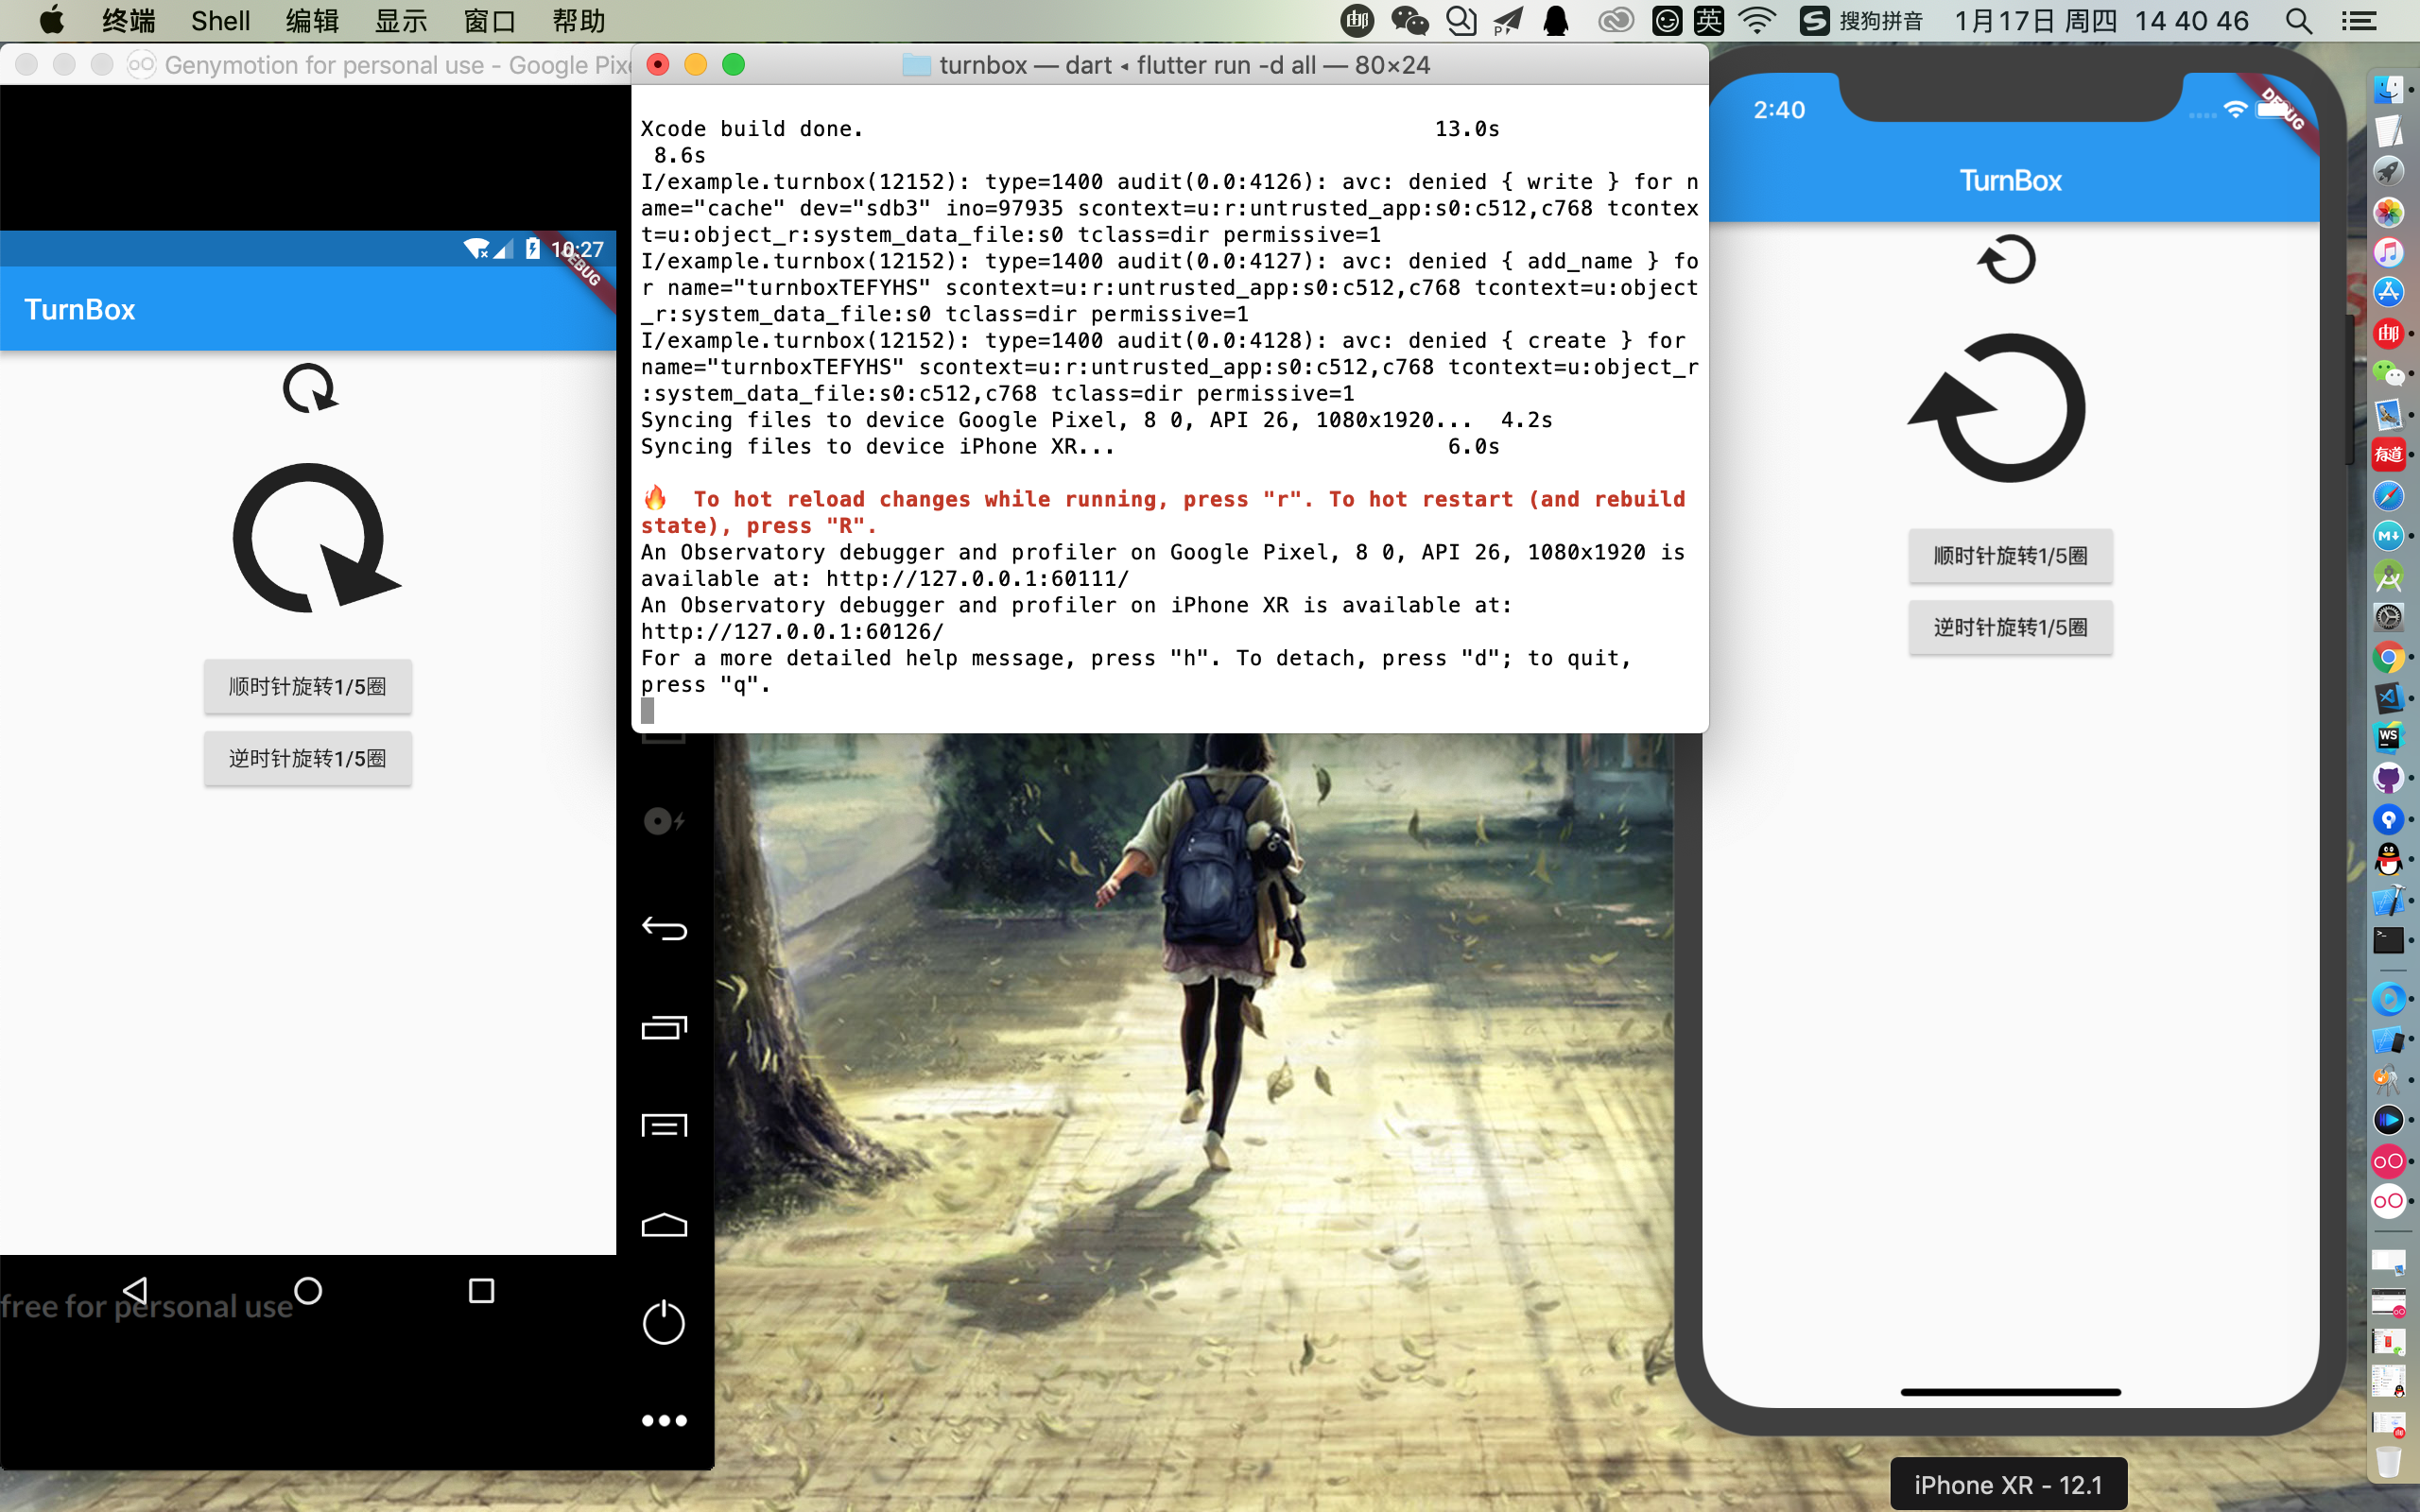 终端 Shell 编辑 显示 窗口 帮助
英 搜狗拼音 1月17日 周四 14 40 46
Genymotion for personal use - Google Pix
turnbox — dart ◂ flutter run -d all — 80×24
Xcode build done. 13.0s
8.6s
I/example.turnbox(12152): type=1400 audit(0.0:4126): avc: denied { write } for n
ame="cache" dev="sdb3" ino=97935 scontext=u:r:untrusted_app:s0:c512,c768 tcontex
t=u:object_r:system_data_file:s0 tclass=dir permissive=1
I/example.turnbox(12152): type=1400 audit(0.0:4127): avc: denied { add_name } fo
r name="turnboxTEFYHS" scontext=u:r:untrusted_app:s0:c512,c768 tcontext=u:object
_r:system_data_file:s0 tclass=dir permissive=1
I/example.turnbox(12152): type=1400 audit(0.0:4128): avc: denied { create } for
name="turnboxTEFYHS" scontext=u:r:untrusted_app:s0:c512,c768 tcontext=u:object_r
:system_data_file:s0:c512,c768 tclass=dir permissive=1
Syncing files to device Google Pixel, 8 0, API 26, 1080x1920... 4.2s
Syncing files to device iPhone XR... 6.0s
🔥 To hot reload changes while running, press "r". To hot restart (and rebuild
state), press "R".
An Observatory debugger and profiler on Google Pixel, 8 0, API 26, 1080x1920 is
available at: http://127.0.0.1:60111/
An Observatory debugger and profiler on iPhone XR is available at:
http://127.0.0.1:60126/
For a more detailed help message, press "h". To detach, press "d"; to quit,
press "q".
10:27
DEBUG
TurnBox
顺时针旋转1/5圈
逆时针旋转1/5圈
free for personal use
2:40
DEBUG
TurnBox
顺时针旋转1/5圈
逆时针旋转1/5圈
iPhone XR - 12.1
邮
有道
M
WS